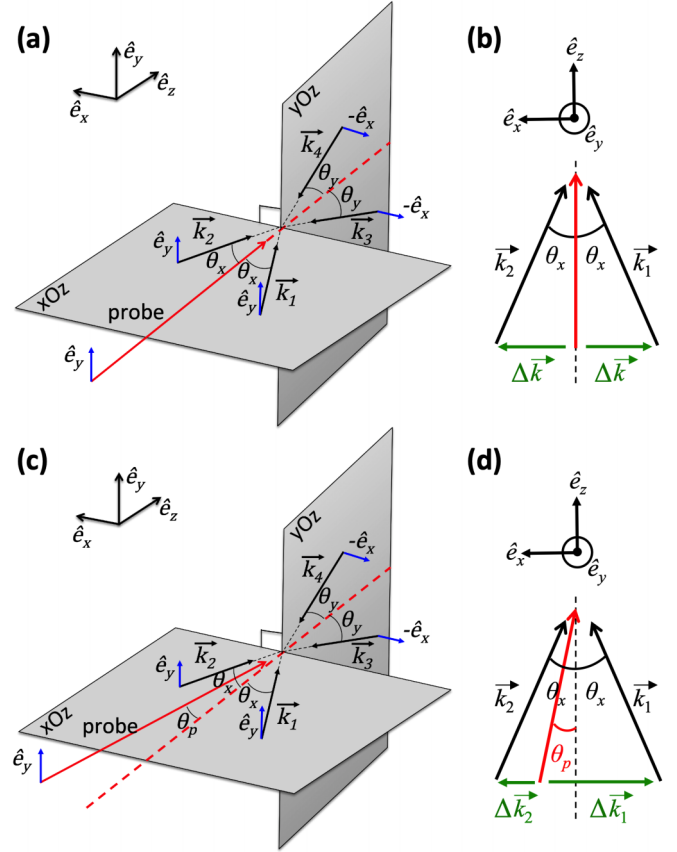 (a)
ê_y
ê_x
ê_z
yOz
-ê_x
k_4
θ_y
θ_y
-ê_x
k_3
ê_y
k_2
θ_x
θ_x
k_1
xOz
ê_y
probe
ê_y
(b)
ê_z
ê_x
ê_y
k_2
θ_x
θ_x
k_1
Δk
Δk
(c)
ê_y
ê_x
ê_z
yOz
-ê_x
k_4
θ_y
θ_y
-ê_x
k_3
ê_y
k_2
θ_x
θ_x
k_1
xOz
probe
θ_p
ê_y
ê_y
(d)
ê_z
ê_x
ê_y
k_2
θ_x
θ_x
k_1
θ_p
Δk_2
Δk_1